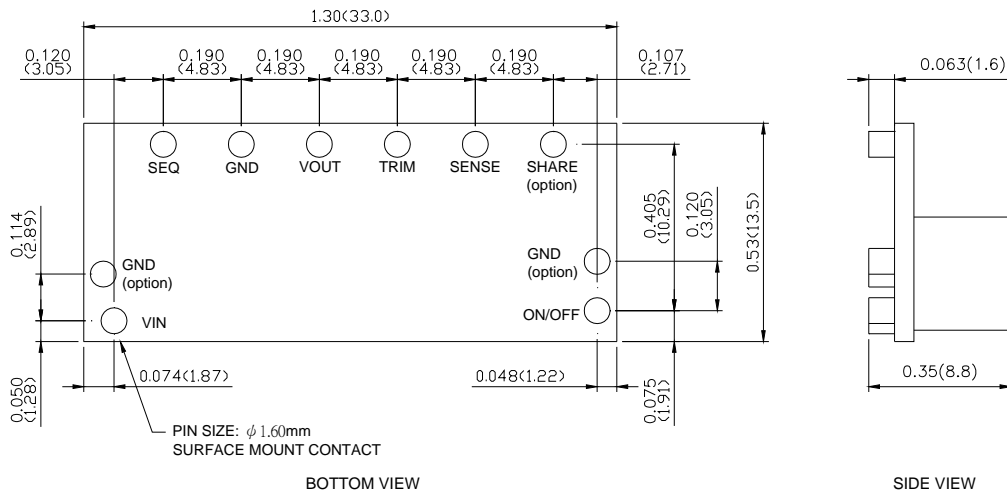 1.30(33.0)
0.120
(3.05)
0.190
(4.83)
0.190
(4.83)
0.190
(4.83)
0.190
(4.83)
0.190
(4.83)
0.107
(2.71)
0.063(1.6)
SEQ
GND
VOUT
TRIM
SENSE
SHARE
(option)
0.114
(2.89)
GND
(option)
VIN
0.405
(10.29)
0.120
(3.05)
0.53(13.5)
GND
(option)
ON/OFF
0.050
(1.28)
0.074(1.87)
0.048(1.22)
0.075
(1.91)
0.35(8.8)
PIN SIZE: ϕ1.60mm
SURFACE MOUNT CONTACT
BOTTOM VIEW
SIDE VIEW